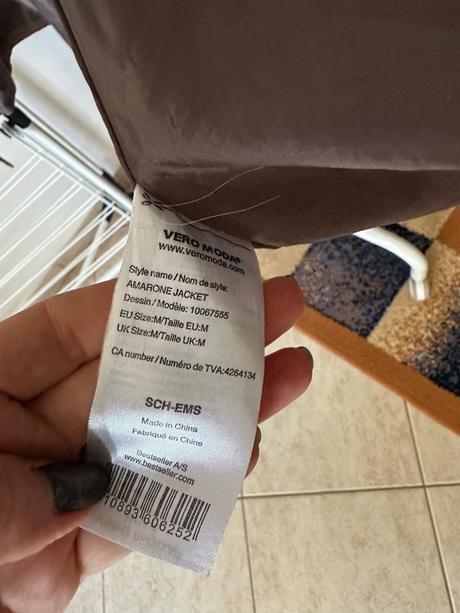 VERO MODA®
www.veromoda.com
Style name / Nom de style:
AMARONE JACKET
Dessin / Modèle: 10067555
EU Size:M/Taille EU:M
UK Size:M/Taille UK:M
CA number / Numéro de TVA:4264134
SCH-EMS
Made in China
Fabriqué en Chine
Bestseller A/S
www.bestseller.com
10893 606252